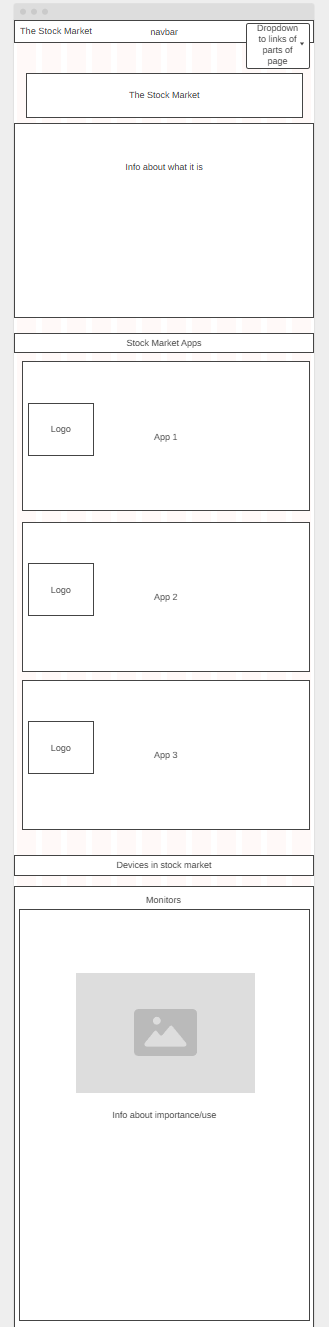 The Stock Market
navbar
Dropdown
to links of
parts of
page
The Stock Market
Info about what it is
Stock Market Apps
Logo
App 1
Logo
App 2
Logo
App 3
Devices in stock market
Monitors
Info about importance/use